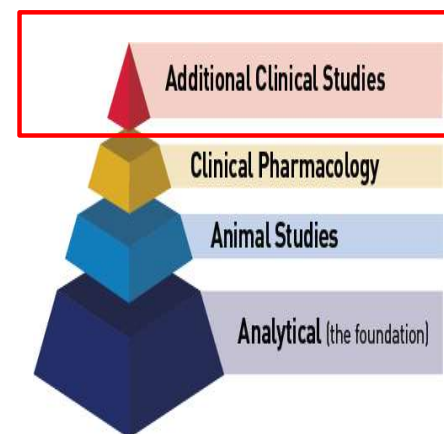 Additional Clinical Studies
Clinical Pharmacology
Animal Studies
Analytical (the foundation)